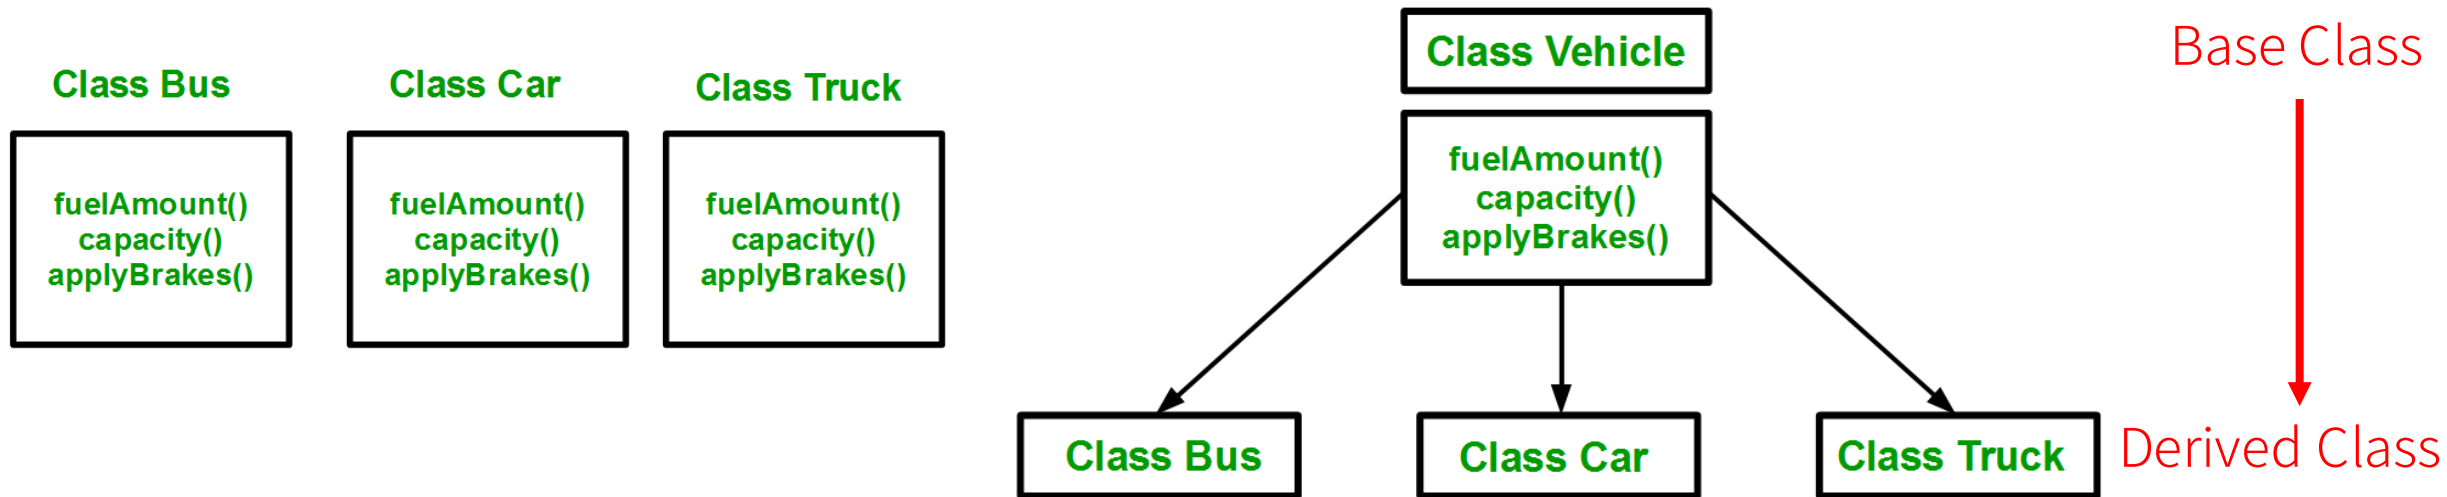 Class Bus
fuelAmount()
capacity()
applyBrakes()
Class Car
fuelAmount()
capacity()
applyBrakes()
Class Truck
fuelAmount()
capacity()
applyBrakes()
Class Vehicle
fuelAmount()
capacity()
applyBrakes()
Class Bus
Class Car
Class Truck
Base Class
Derived Class